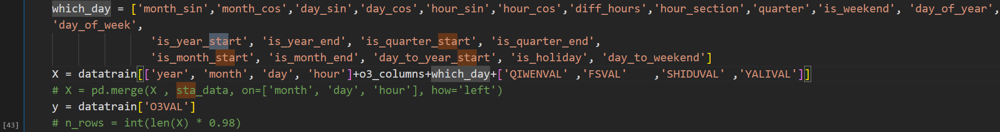 which_day = ['month_sin','month_cos','day_sin','day_cos','hour_sin','hour_cos','diff_hours','hour_section','quarter','is_weekend', 'day_of_year',
'day_of_week',
'is_year_start', 'is_year_end', 'is_quarter_start', 'is_quarter_end',
'is_month_start', 'is_month_end', 'day_to_year_start', 'is_holiday', 'day_to_weekend']
X = datatrain[['year', 'month', 'day', 'hour']+o3_columns+which_day+['QIWENVAL' ,'FSVAL'    ,'SHIDUVAL' ,'YALIVAL']]
# X = pd.merge(X , sta_data, on=['month', 'day', 'hour'], how='left')
y = datatrain['O3VAL']
[43] # n_rows = int(len(X) * 0.98)